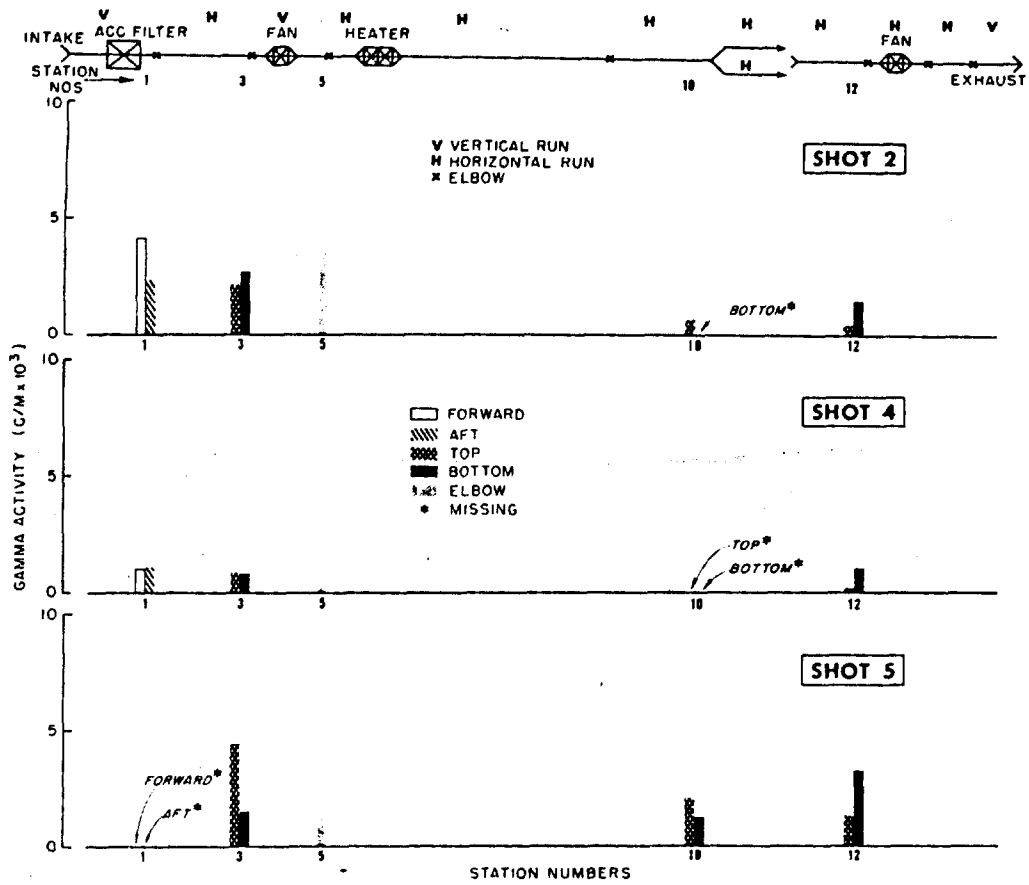 V H V H H H H H H H V
INTAKE ACC FILTER FAN HEATER FAN
H
STATION NOS 1 3 5 10 12 EXHAUST
10
V VERTICAL RUN
H HORIZONTAL RUN
× ELBOW
SHOT 2
5
BOTTOM*
0
1 3 5 10 12
10
FORWARD
AFT
TOP
BOTTOM
ELBOW
* MISSING
SHOT 4
5
TOP*
BOTTOM*
0
1 3 5 10 12
10
SHOT 5
5
FORWARD*
AFT*
0
1 3 5 10 12
GAMMA ACTIVITY (C/M x 10³)
STATION NUMBERS